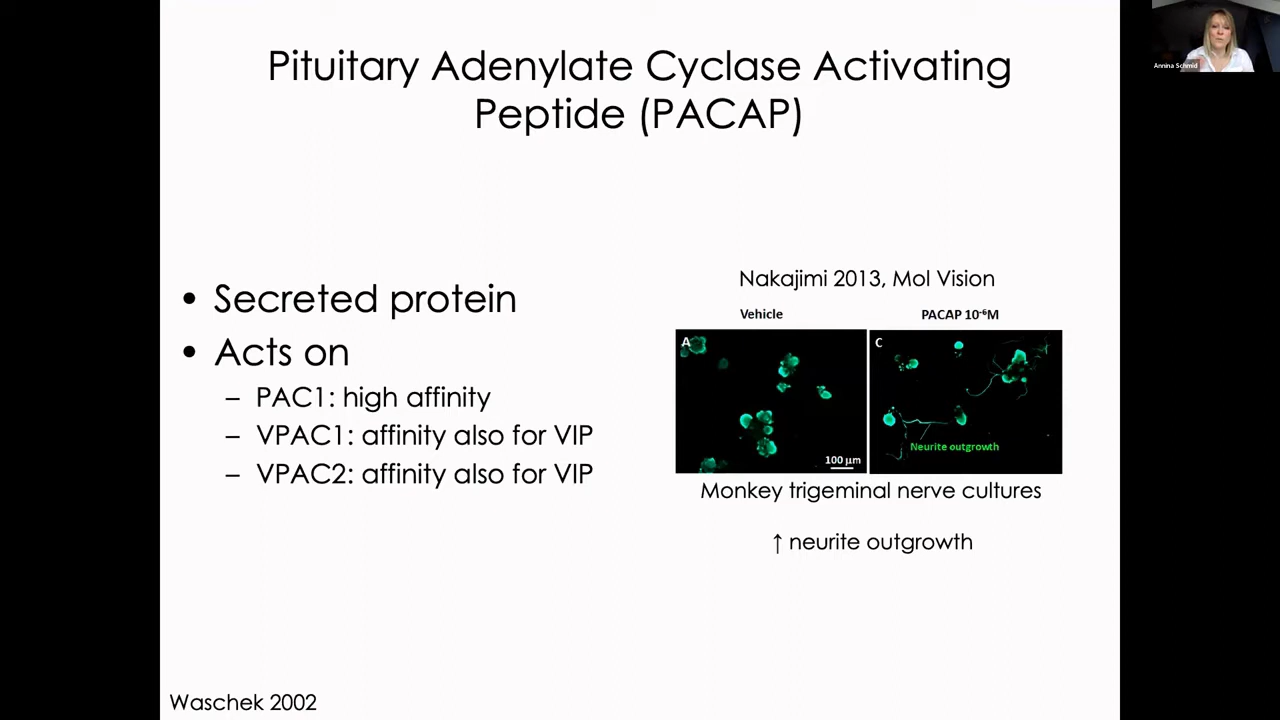 Pituitary Adenylate Cyclase Activating
Peptide (PACAP)
Annina Schmid
• Secreted protein
• Acts on
– PAC1: high affinity
– VPAC1: affinity also for VIP
– VPAC2: affinity also for VIP
Nakajimi 2013, Mol Vision
Vehicle
PACAP 10⁻⁶M
A
C
Neurite outgrowth
100 µm
Monkey trigeminal nerve cultures
↑ neurite outgrowth
Waschek 2002